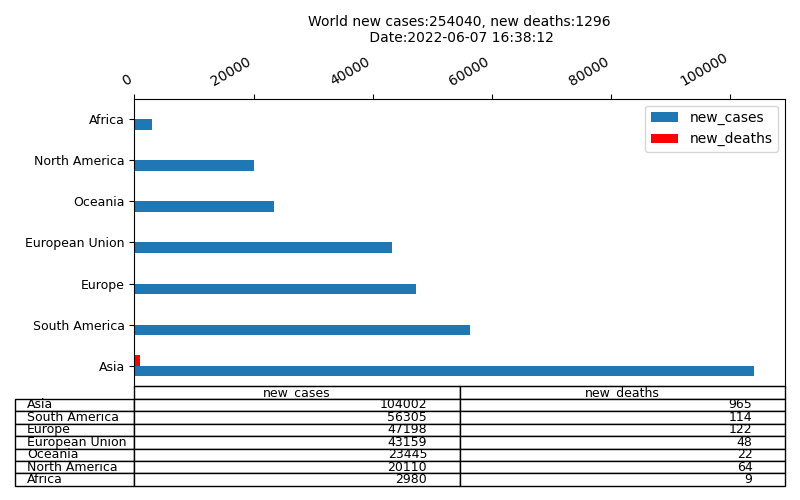 World new cases:254040, new deaths:1296
Date:2022-06-07 16:38:12
0 20000 40000 60000 80000 100000
new_cases
new_deaths
Africa
North America
Oceania
European Union
Europe
South America
Asia
new_cases new_deaths
Asia 104002 965
South America 56305 114
Europe 47198 122
European Union 43159 48
Oceania 23445 22
North America 20110 64
Africa 2980 9